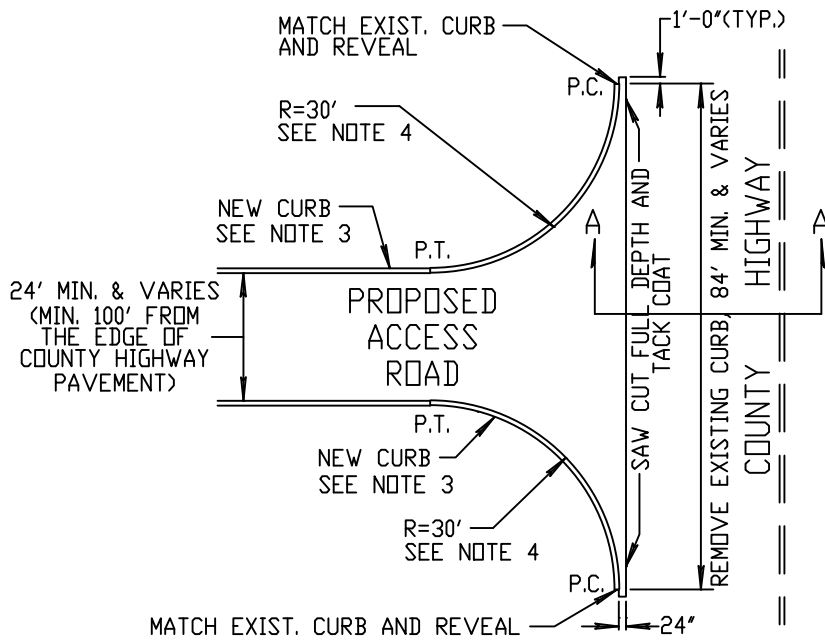 MATCH EXIST. CURB
AND REVEAL
1'-0"(TYP.)
P.C.
R=30'
SEE NOTE 4
NEW CURB
SEE NOTE 3
P.T.
A
A
24' MIN. & VARIES
(MIN. 100' FROM
THE EDGE OF
COUNTY HIGHWAY
PAVEMENT)
PROPOSED
ACCESS
ROAD
SAW CUT FULL DEPTH AND
TACK COAT
REMOVE EXISTING CURB, 84' MIN. & VARIES
COUNTY HIGHWAY
P.T.
NEW CURB
SEE NOTE 3
R=30'
SEE NOTE 4
P.C.
MATCH EXIST. CURB AND REVEAL
24"